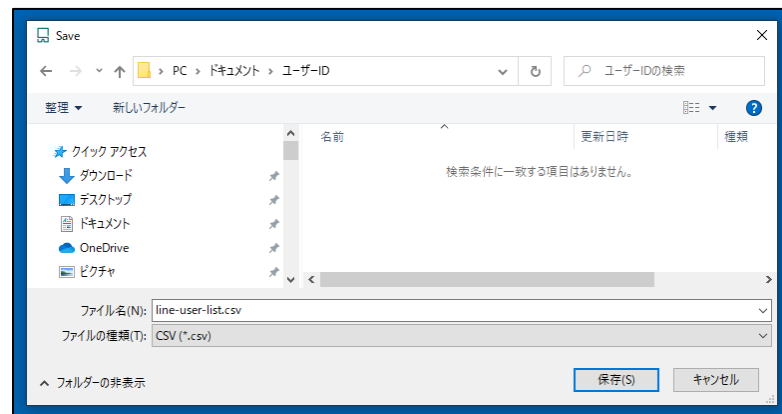 Save
PC › ドキュメント › ユーザーID
ユーザーIDの検索
整理 新しいフォルダー
名前 更新日時 種類
検索条件に一致する項目はありません。
クイック アクセス
ダウンロード
デスクトップ
ドキュメント
OneDrive
ピクチャ
ファイル名(N): line-user-list.csv
ファイルの種類(T): CSV (*.csv)
フォルダーの非表示 保存(S) キャンセル